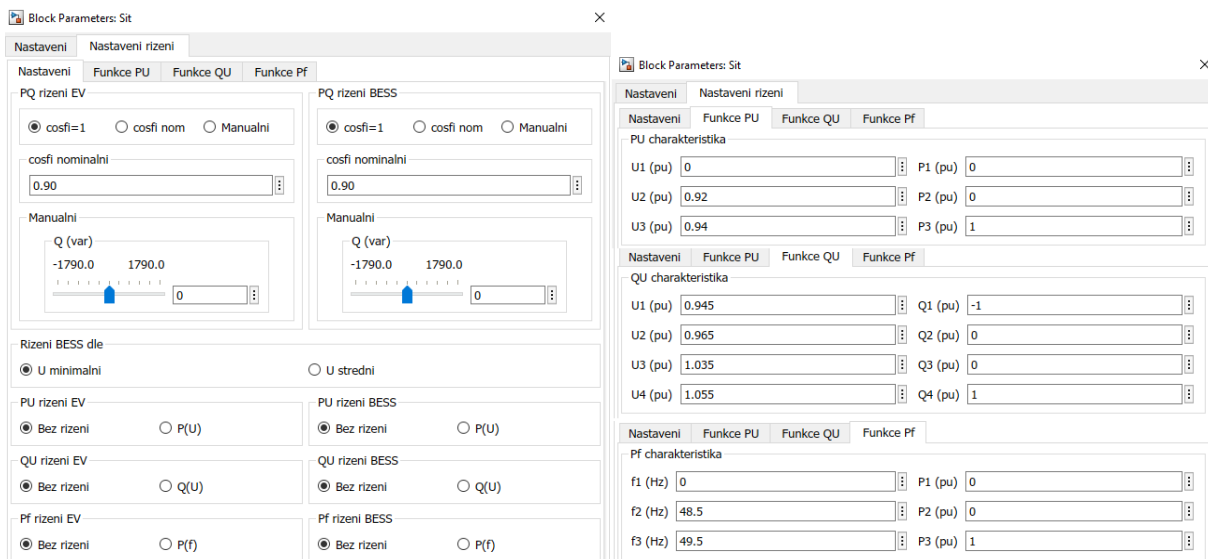 Block Parameters: Sit
Nastaveni Nastaveni rizeni
Nastaveni Funkce PU Funkce QU Funkce Pf
PQ rizeni EV PQ rizeni BESS
cosfi=1 cosfi nom Manualni cosfi=1 cosfi nom Manualni
cosfi nominalni cosfi nominalni
0.90 0.90
Manualni Manualni
Q (var) Q (var)
-1790.0 1790.0 -1790.0 1790.0
0 0
Rizeni BESS dle
U minimalni U stredni
PU rizeni EV PU rizeni BESS
Bez rizeni P(U) Bez rizeni P(U)
QU rizeni EV QU rizeni BESS
Bez rizeni Q(U) Bez rizeni Q(U)
Pf rizeni EV Pf rizeni BESS
Bez rizeni P(f) Bez rizeni P(f)
Block Parameters: Sit
Nastaveni Nastaveni rizeni
Nastaveni Funkce PU Funkce QU Funkce Pf
PU charakteristika
U1 (pu) 0 P1 (pu) 0
U2 (pu) 0.92 P2 (pu) 0
U3 (pu) 0.94 P3 (pu) 1
Nastaveni Funkce PU Funkce QU Funkce Pf
QU charakteristika
U1 (pu) 0.945 Q1 (pu) -1
U2 (pu) 0.965 Q2 (pu) 0
U3 (pu) 1.035 Q3 (pu) 0
U4 (pu) 1.055 Q4 (pu) 1
Nastaveni Funkce PU Funkce QU Funkce Pf
Pf charakteristika
f1 (Hz) 0 P1 (pu) 0
f2 (Hz) 48.5 P2 (pu) 0
f3 (Hz) 49.5 P3 (pu) 1